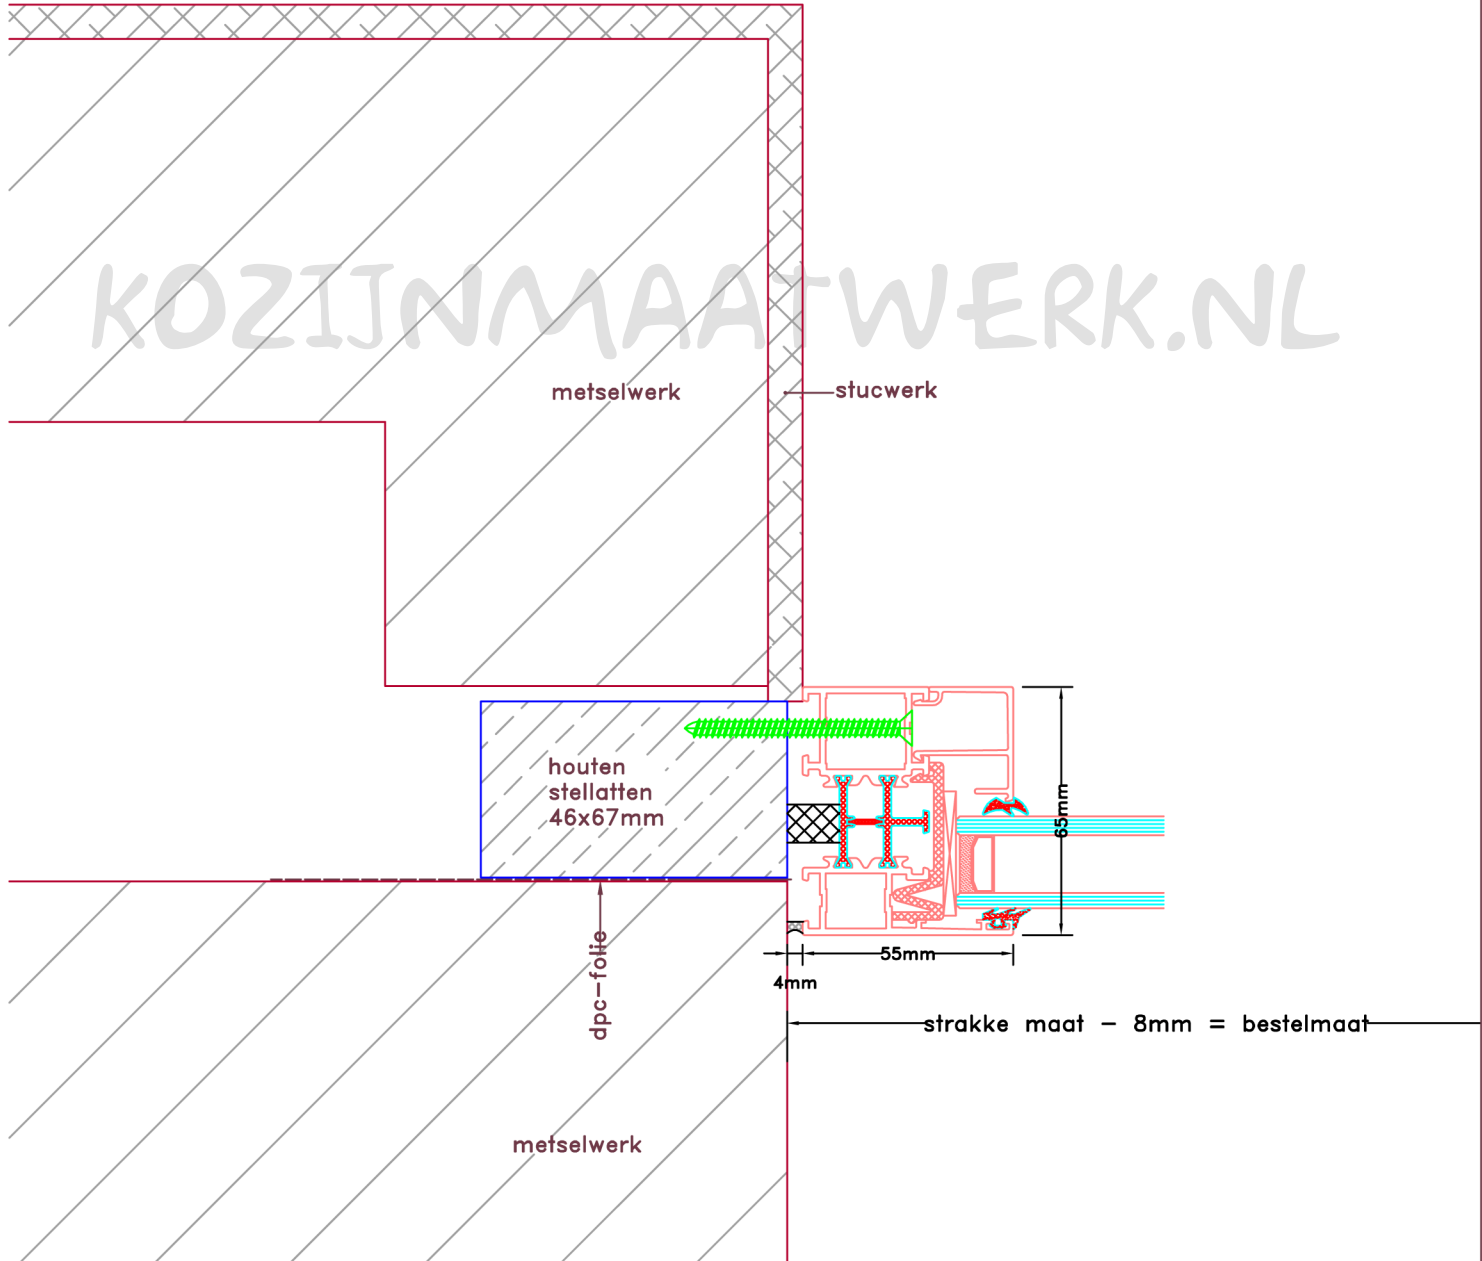 KOZIJNMAATWERK.NL
metselwerk
stucwerk
houten
stellatten
46x67mm
65mm
dpc-folie
55mm
4mm
strakke maat - 8mm = bestelmaat
metselwerk